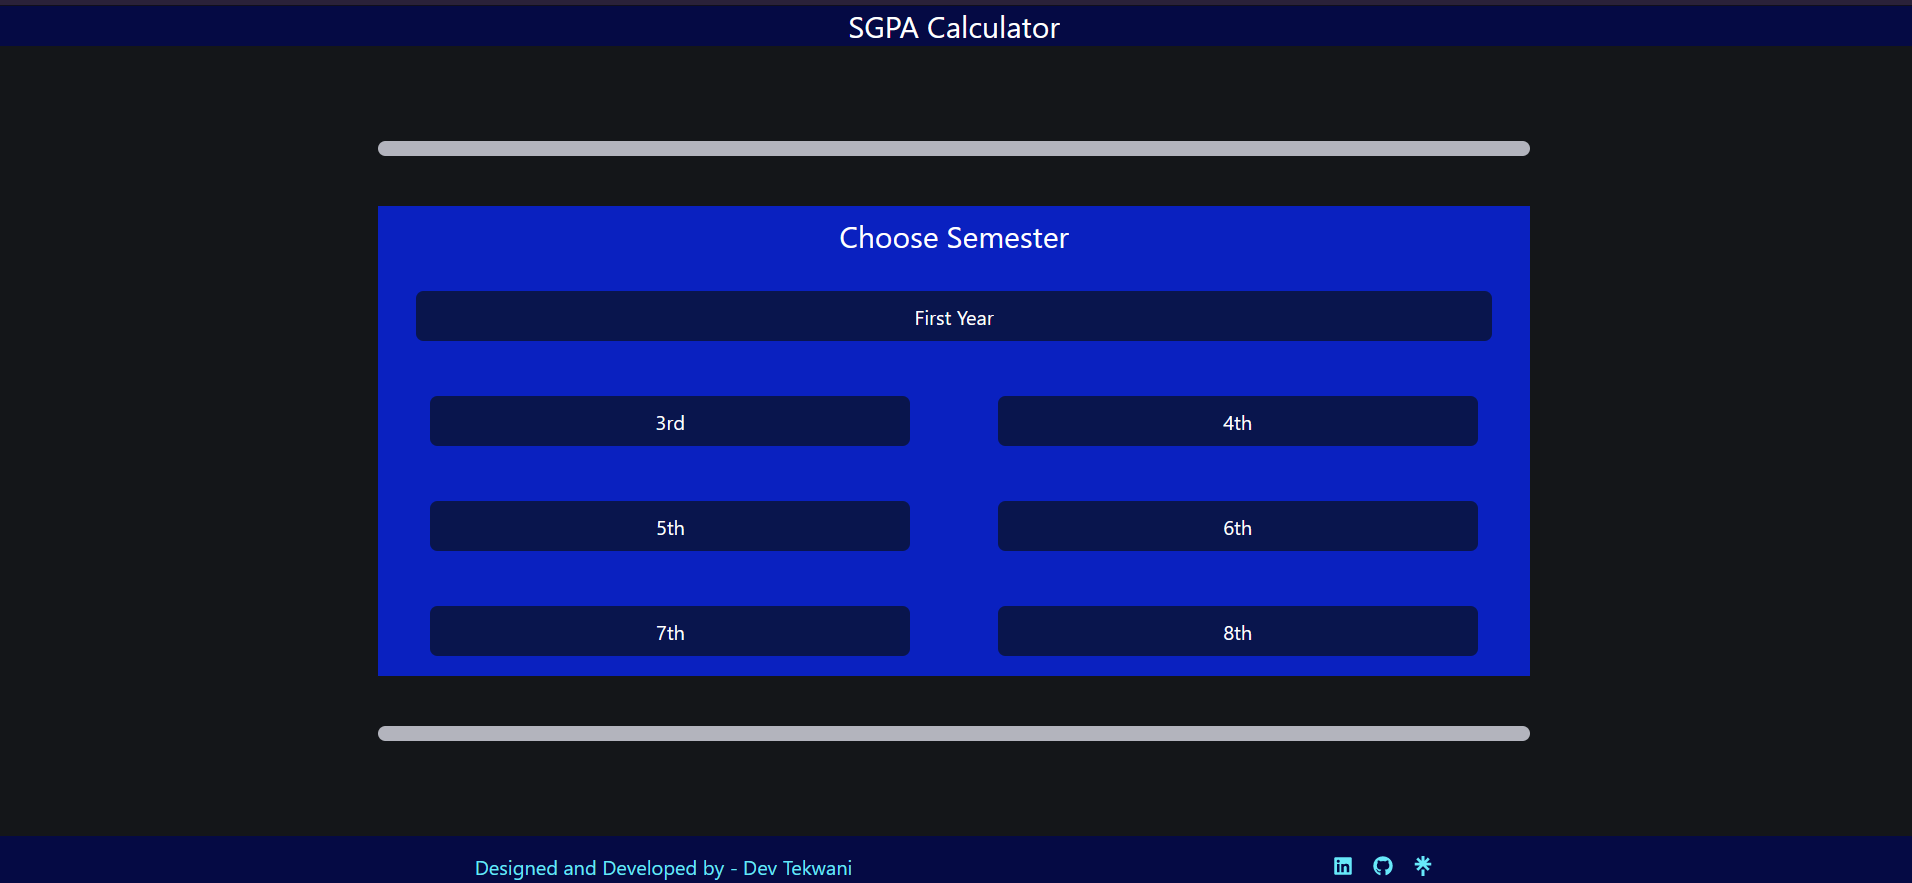 SGPA Calculator
Choose Semester
First Year
3rd
4th
5th
6th
7th
8th
Designed and Developed by - Dev Tekwani